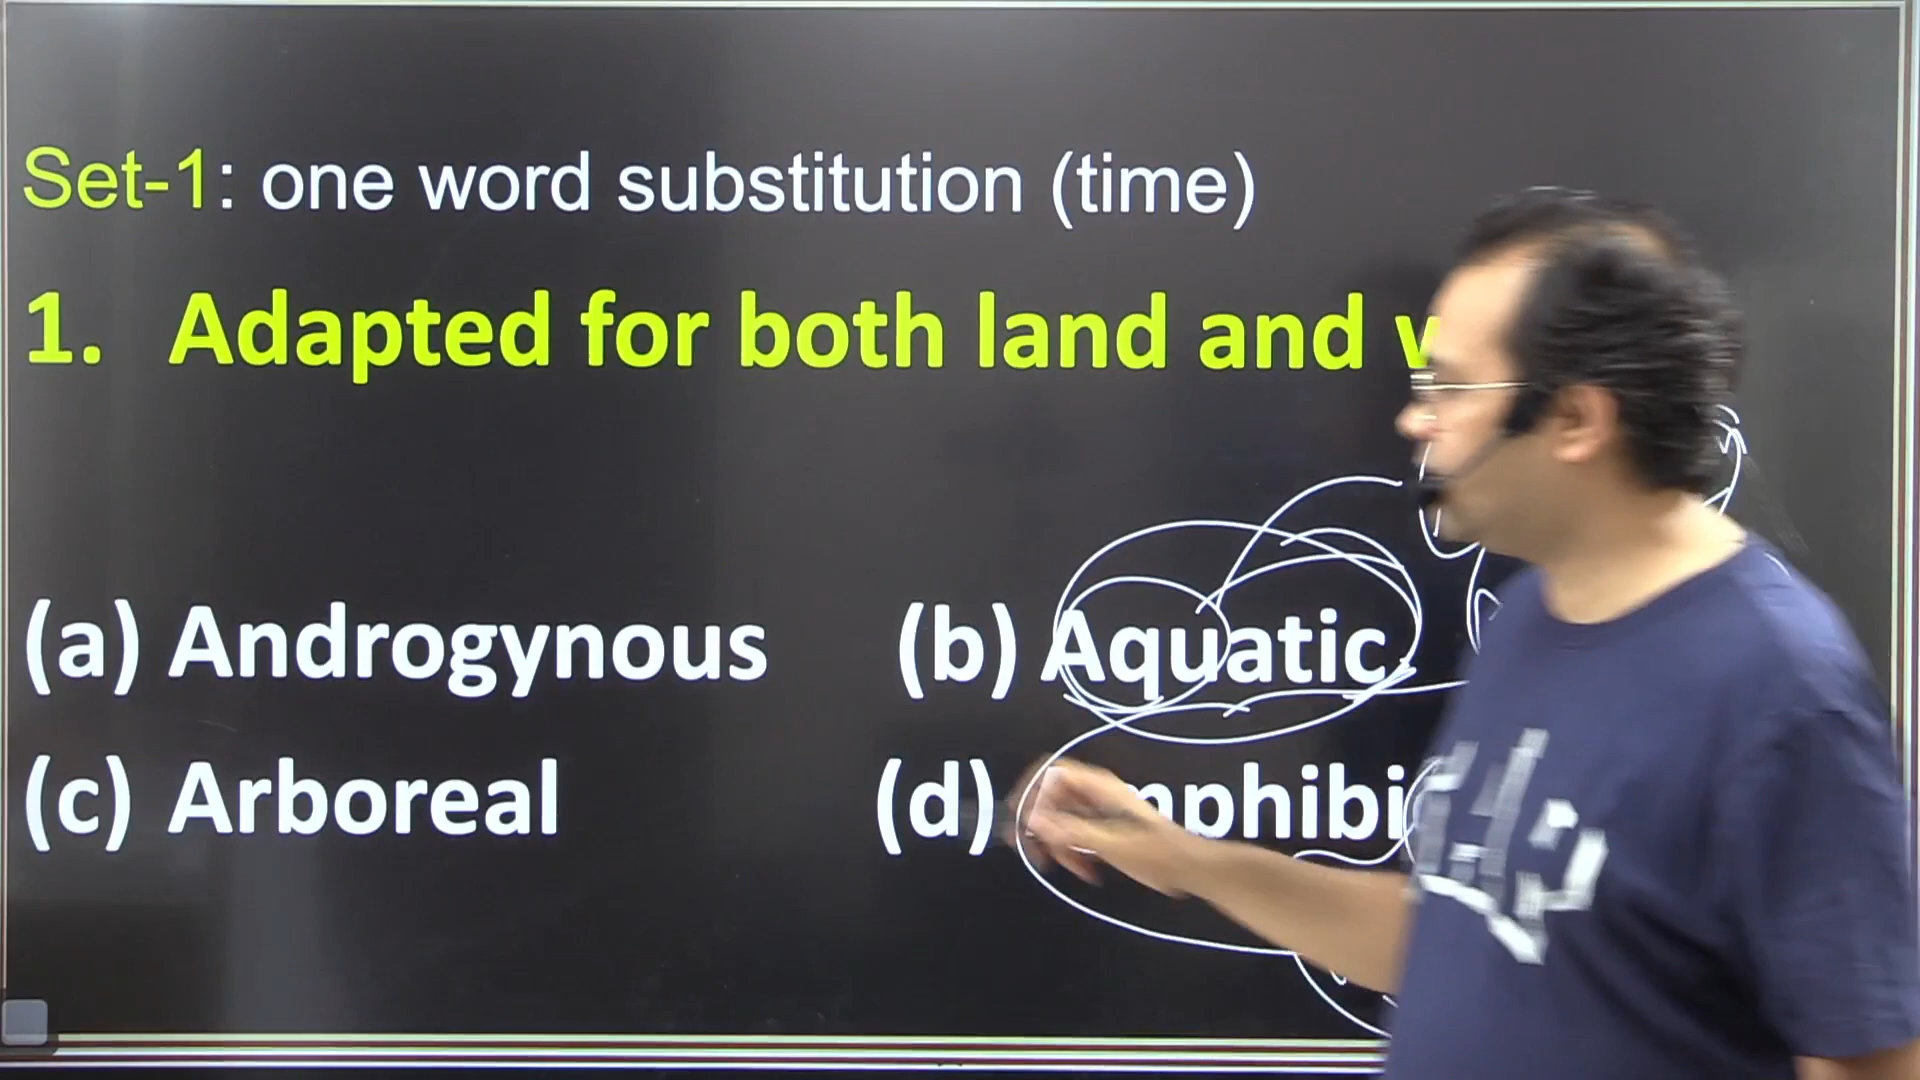 Set-1: one word substitution (time)
1. Adapted for both land and
(a) Androgynous (b) Aquatic
(c) Arboreal (d)